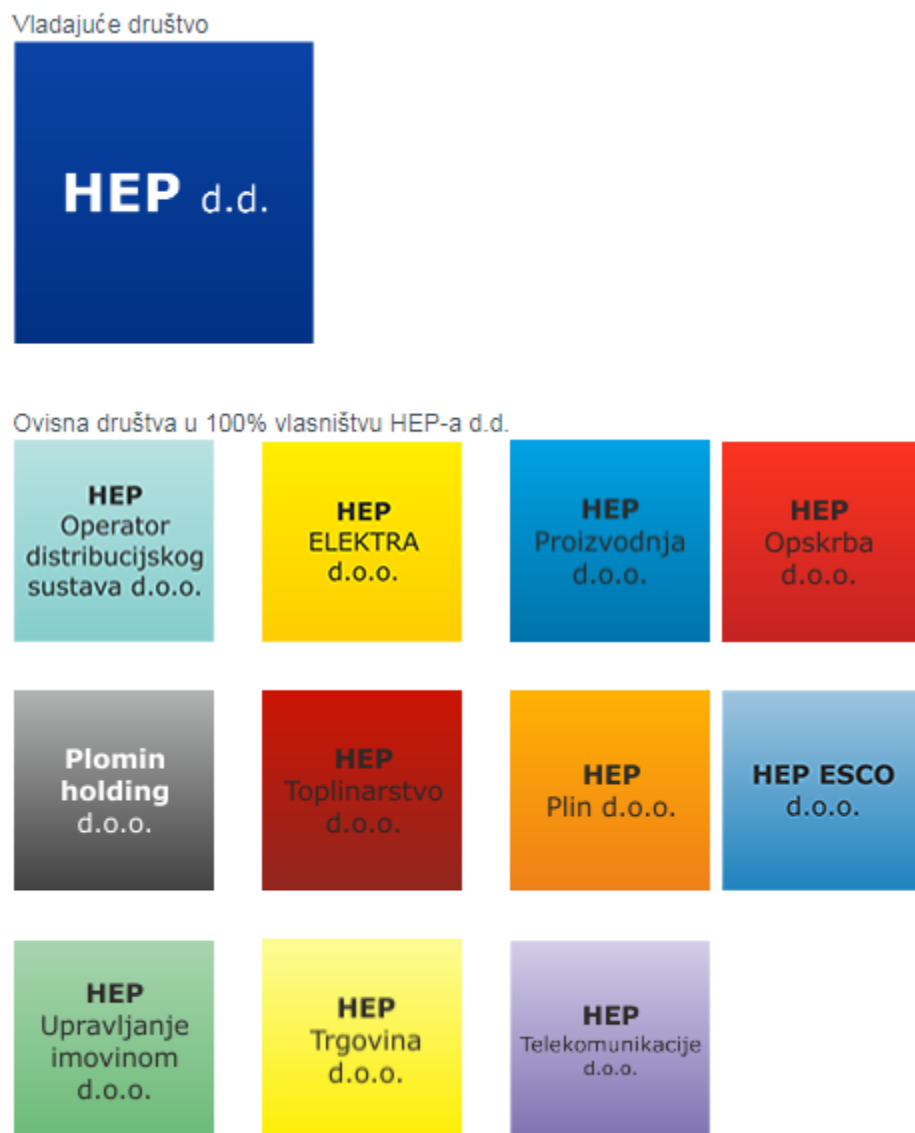 Vladajuće društvo
HEP d.d.
Ovisna društva u 100% vlasništvu HEP-a d.d.
HEP
Operator
distribucijskog
sustava d.o.o.
HEP
ELEKTRA
d.o.o.
HEP
Proizvodnja
d.o.o.
HEP
Opskrba
d.o.o.
Plomin
holding
d.o.o.
HEP
Toplinarstvo
d.o.o.
HEP
Plin d.o.o.
HEP ESCO
d.o.o.
HEP
Upravljanje
imovinom
d.o.o.
HEP
Trgovina
d.o.o.
HEP
Telekomunikacije
d.o.o.